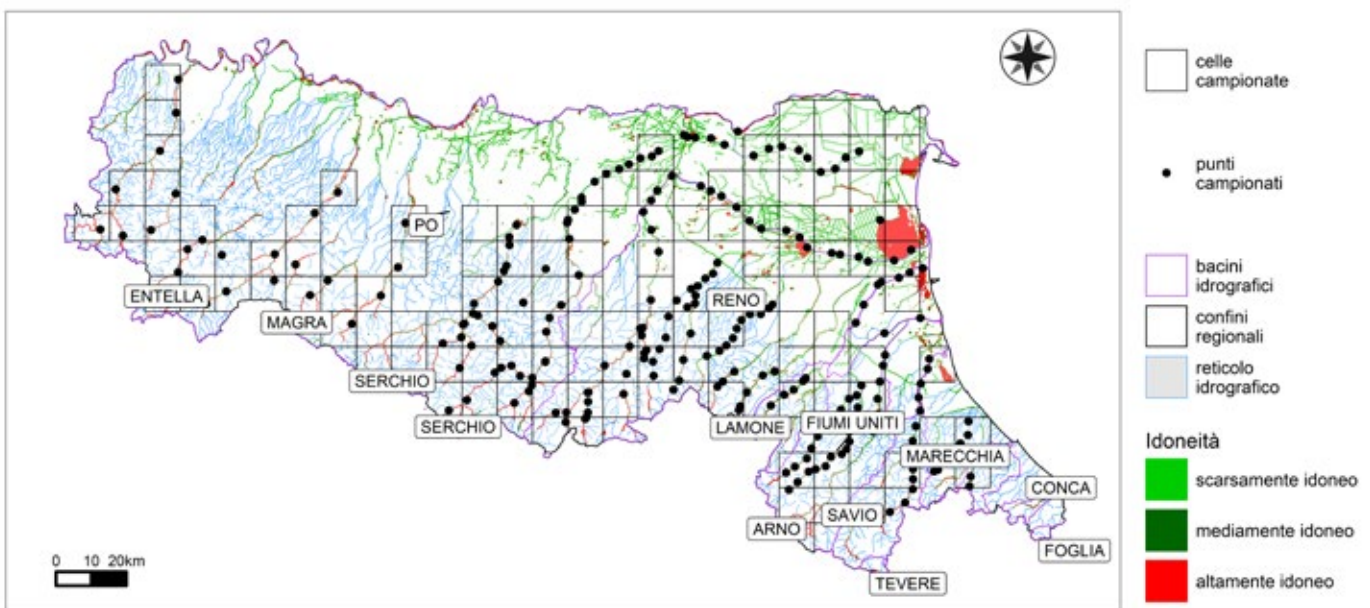 PO
ENTELLA
RENO
MAGRA
SERCHIO
SERCHIO
LAMONE
FIUMI UNITI
MARECCHIA
CONCA
ARNO
SAVIO
FOGLIA
TEVERE
0 10 20km
celle
campionate
punti
campionati
bacini
idrografici
confini
regionali
reticolo
idrografico
Idoneità
scarsamente idoneo
mediamente idoneo
altamente idoneo